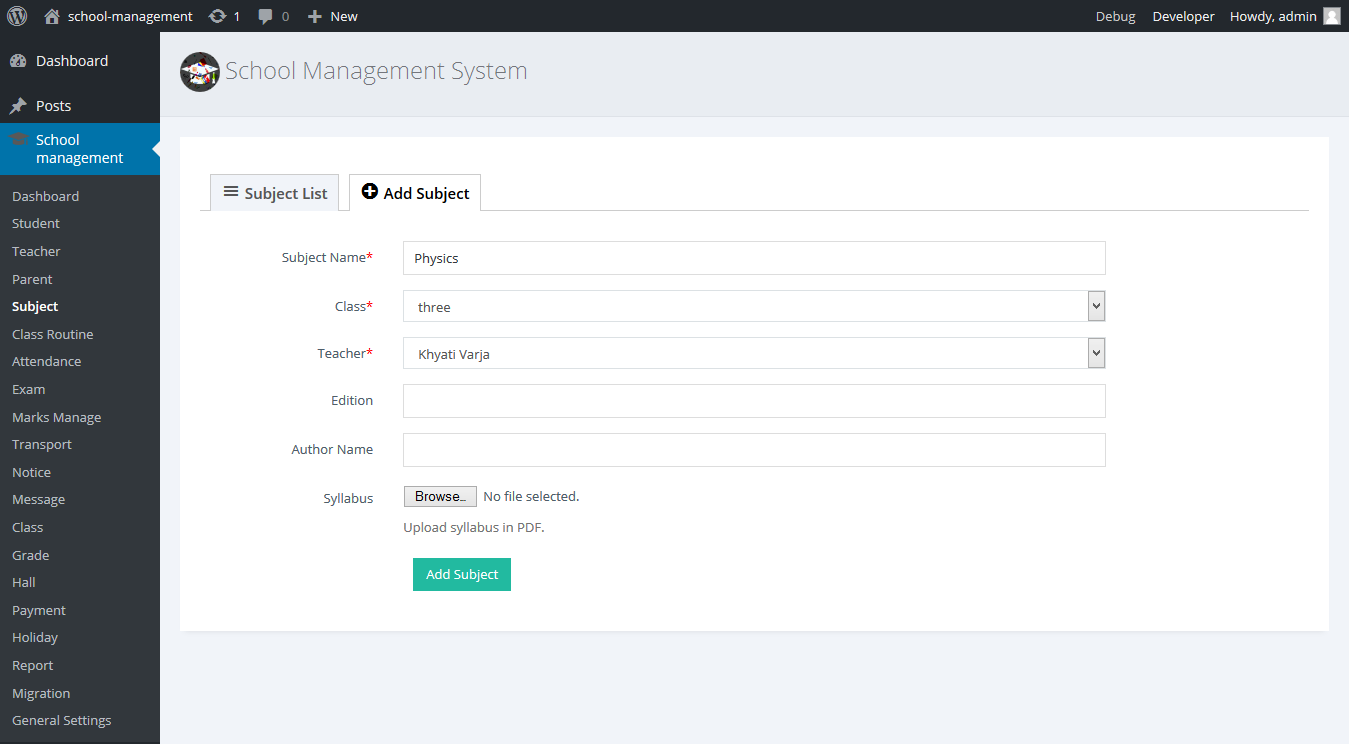 school-management 1 0 New Debug Developer Howdy, admin
Dashboard
Posts
School
management
Dashboard
Student
Teacher
Parent
Subject
Class Routine
Attendance
Exam
Marks Manage
Transport
Notice
Message
Class
Grade
Hall
Payment
Holiday
Report
Migration
General Settings
School Management System
Subject List Add Subject
Subject Name* Physics
Class* three
Teacher* Khyati Varja
Edition
Author Name
Syllabus Browse… No file selected.
Upload syllabus in PDF.
Add Subject